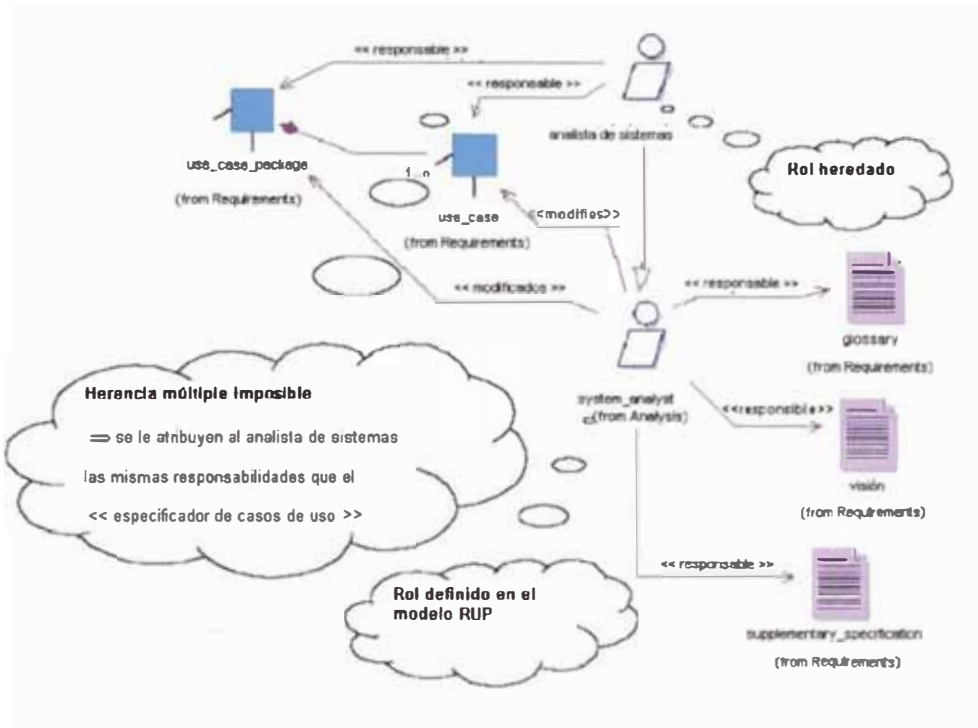 << responsable >>
<< responsable >>
analista de sistemas
Rol heredado
use_case_package
(from Requirements)
1..n
use_case
(from Requirements)
<<modifies>>
<< modificados >>
<< responsable >>
glossary
(from Requirements)
system_analyst
(from Analysis)
<<responsible>>
visión
(from Requirements)
Herencia múltiple imposible
⇒ se le atribuyen al analista de sistemas
las mismas responsabilidades que el
<< especificador de casos de uso >>
<< responsable >>
Rol definido en el
modelo RUP
supplementary_specification
(from Requirements)